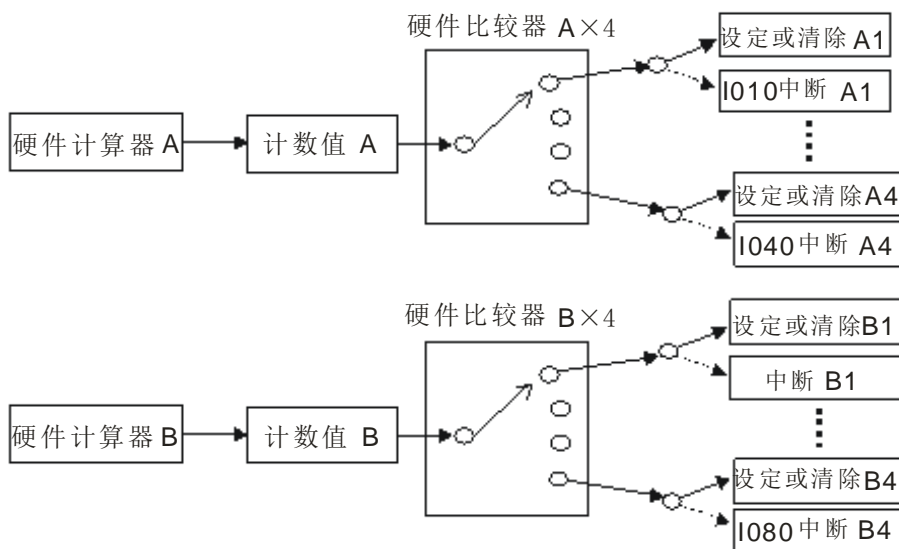 硬件比较器 A×4
设定或清除 A1
I010中断 A1
硬件计算器A
计数值 A
设定或清除A4
I040中断 A4
硬件比较器 B×4
设定或清除B1
中断 B1
硬件计算器B
计数值 B
设定或清除B4
I080中断 B4